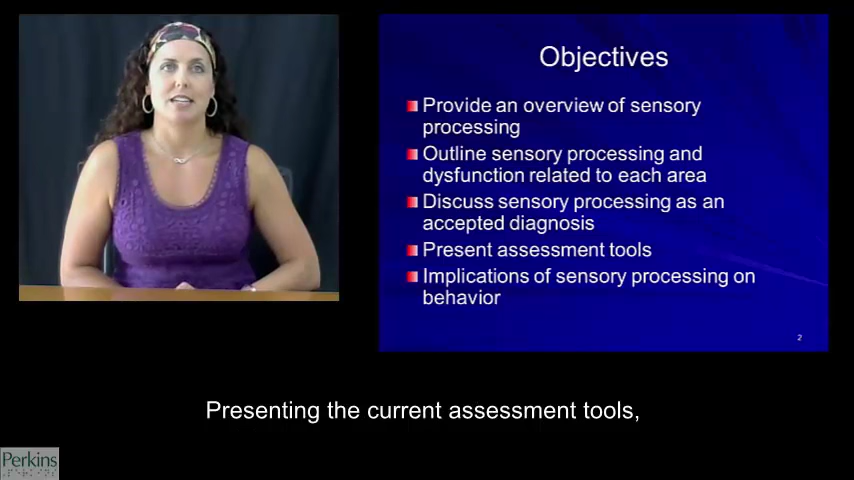 Objectives
Provide an overview of sensory
processing
Outline sensory processing and
dysfunction related to each area
Discuss sensory processing as an
accepted diagnosis
Present assessment tools
Implications of sensory processing on
behavior
2
Presenting the current assessment tools,
Perkins